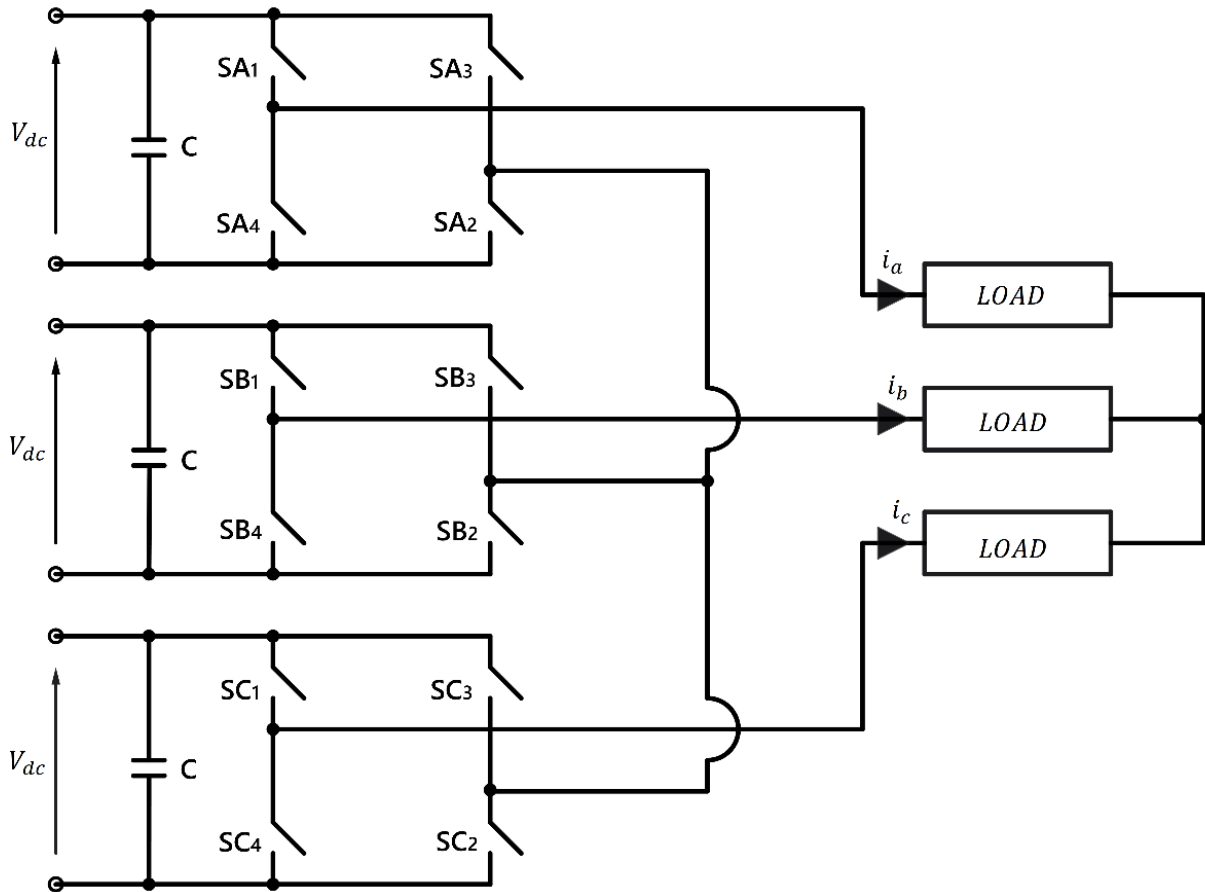 SA1
SA3
V_dc
C
SA4
SA2
i_a
LOAD
SB1
SB3
i_b
LOAD
V_dc
C
SB4
SB2
i_c
LOAD
SC1
SC3
V_dc
C
SC4
SC2